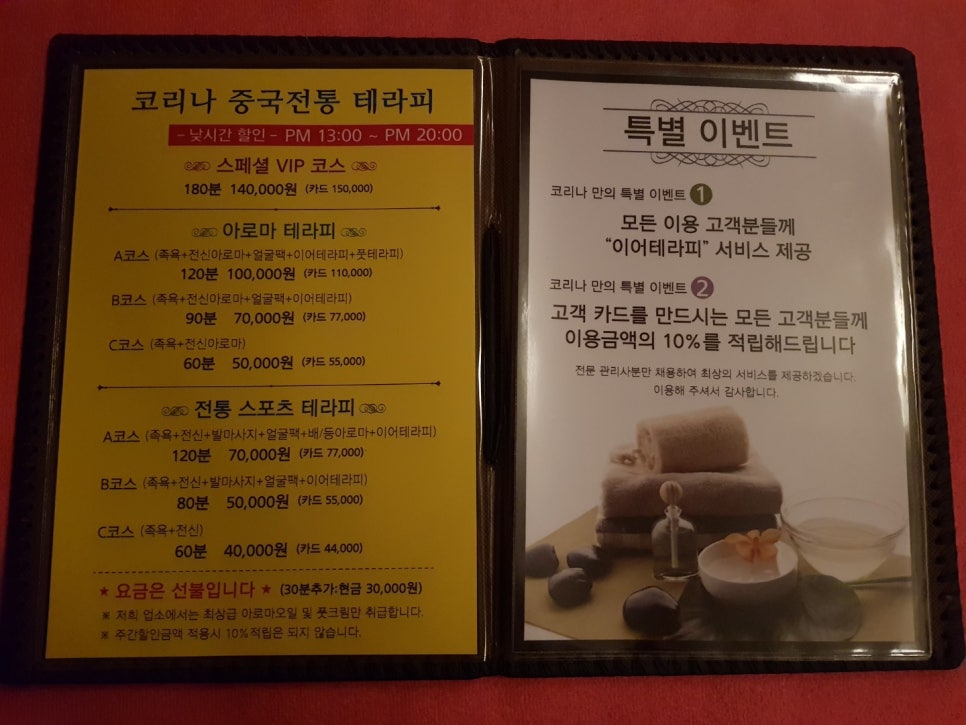 코리나 중국전통 테라피
- 낮시간 할인 - PM 13:00 ~ PM 20:00
스페셜 VIP 코스
180분 140,000원 (카드 150,000)
아로마 테라피
A코스 (족욕+전신아로마+얼굴팩+이어테라피+풋테라피)
120분 100,000원 (카드 110,000)
B코스 (족욕+전신아로마+얼굴팩+이어테라피)
90분 70,000원 (카드 77,000)
C코스 (족욕+전신아로마)
60분 50,000원 (카드 55,000)
전통 스포츠 테라피
A코스 (족욕+전신+발마사지+얼굴팩+배/등아로마+이어테라피)
120분 70,000원 (카드 77,000)
B코스 (족욕+전신+발마사지+얼굴팩+이어테라피)
80분 50,000원 (카드 55,000)
C코스 (족욕+전신)
60분 40,000원 (카드 44,000)
★ 요금은 선불입니다 ★ (30분추가:현금 30,000원)
※ 저희 업소에서는 최상급 아로마오일 및 풋크림만 취급합니다.
※ 주간할인금액 적용시 10%적립은 되지 않습니다.
특별 이벤트
코리나 만의 특별 이벤트 1
모든 이용 고객분들께
“이어테라피” 서비스 제공
코리나 만의 특별 이벤트 2
고객 카드를 만드시는 모든 고객분들께
이용금액의 10%를 적립해드립니다
전문 관리사분만 채용하여 최상의 서비스를 제공하겠습니다.
이용해 주셔서 감사합니다.